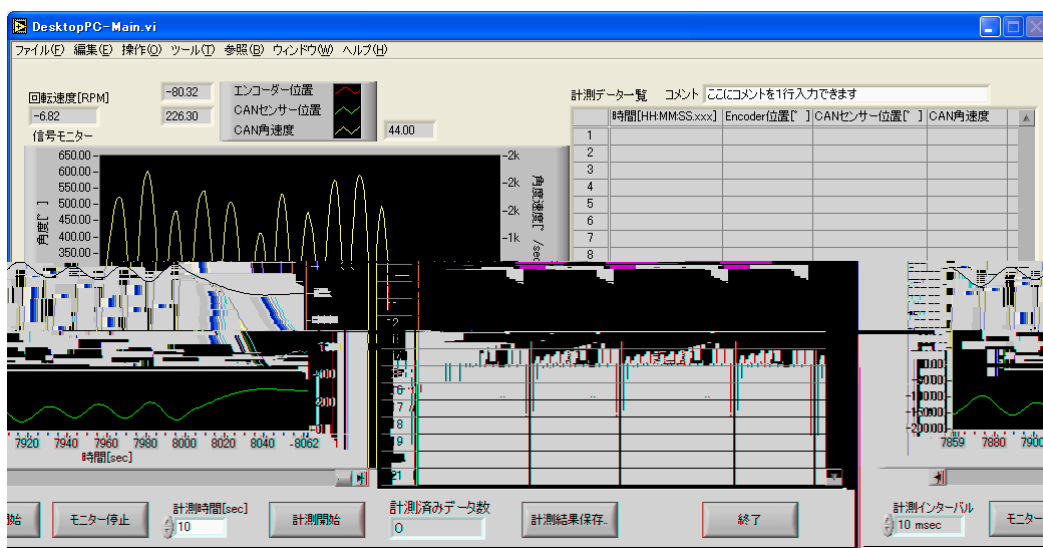 DesktopPC-Main.vi
ファイル(F) 編集(E) 操作(O) ツール(T) 参照(B) ウィンドウ(W) ヘルプ(H)
回転速度[RPM]
-6.82
-80.32
226.30
エンコーダー位置
CANセンサー位置
CAN角速度
44.00
信号モニター
計測データ一覧 コメント ここにコメントを1行入力できます
時間[HH:MM:SS.xxx] Encoder位置[°] CANセンサー位置[°] CAN角速度
1
2
3
4
5
6
7
8
650.00
600.00
550.00
500.00
450.00
400.00
350.00
角度[°]
-2k
-2k
-2k
-1k
角度速度[°/sec
7920 7940 7960 7980 8000 8020 8040 -8062
時間[sec]
17
18
19
21
7859 7880 7900
モニター停止
計測時間[sec]
10
計測開始
計測済みデータ数
0
計測結果保存..
終了
計測インターバル
10 msec
モニター